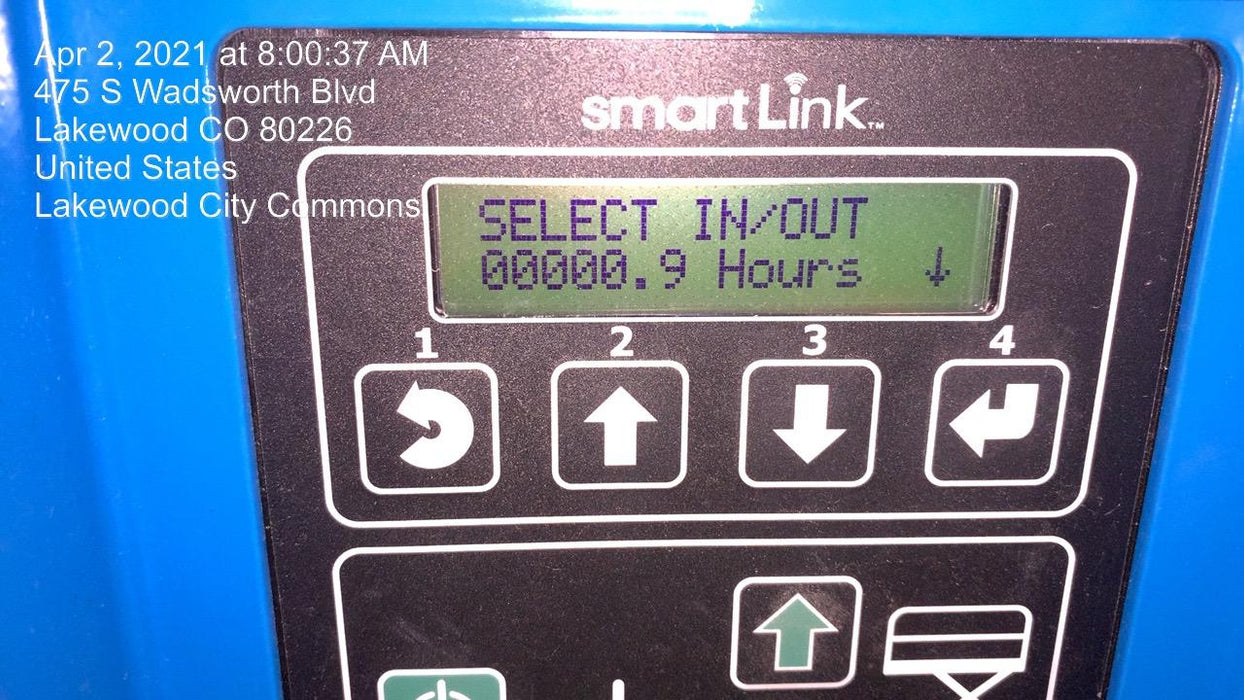 Apr 2, 2021 at 8:00:37 AM
475 S Wadsworth Blvd
Lakewood CO 80226
United States
Lakewood City Commons
smartLink™
SELECT IN/OUT
00000.9 Hours ↓
1 2 3 4